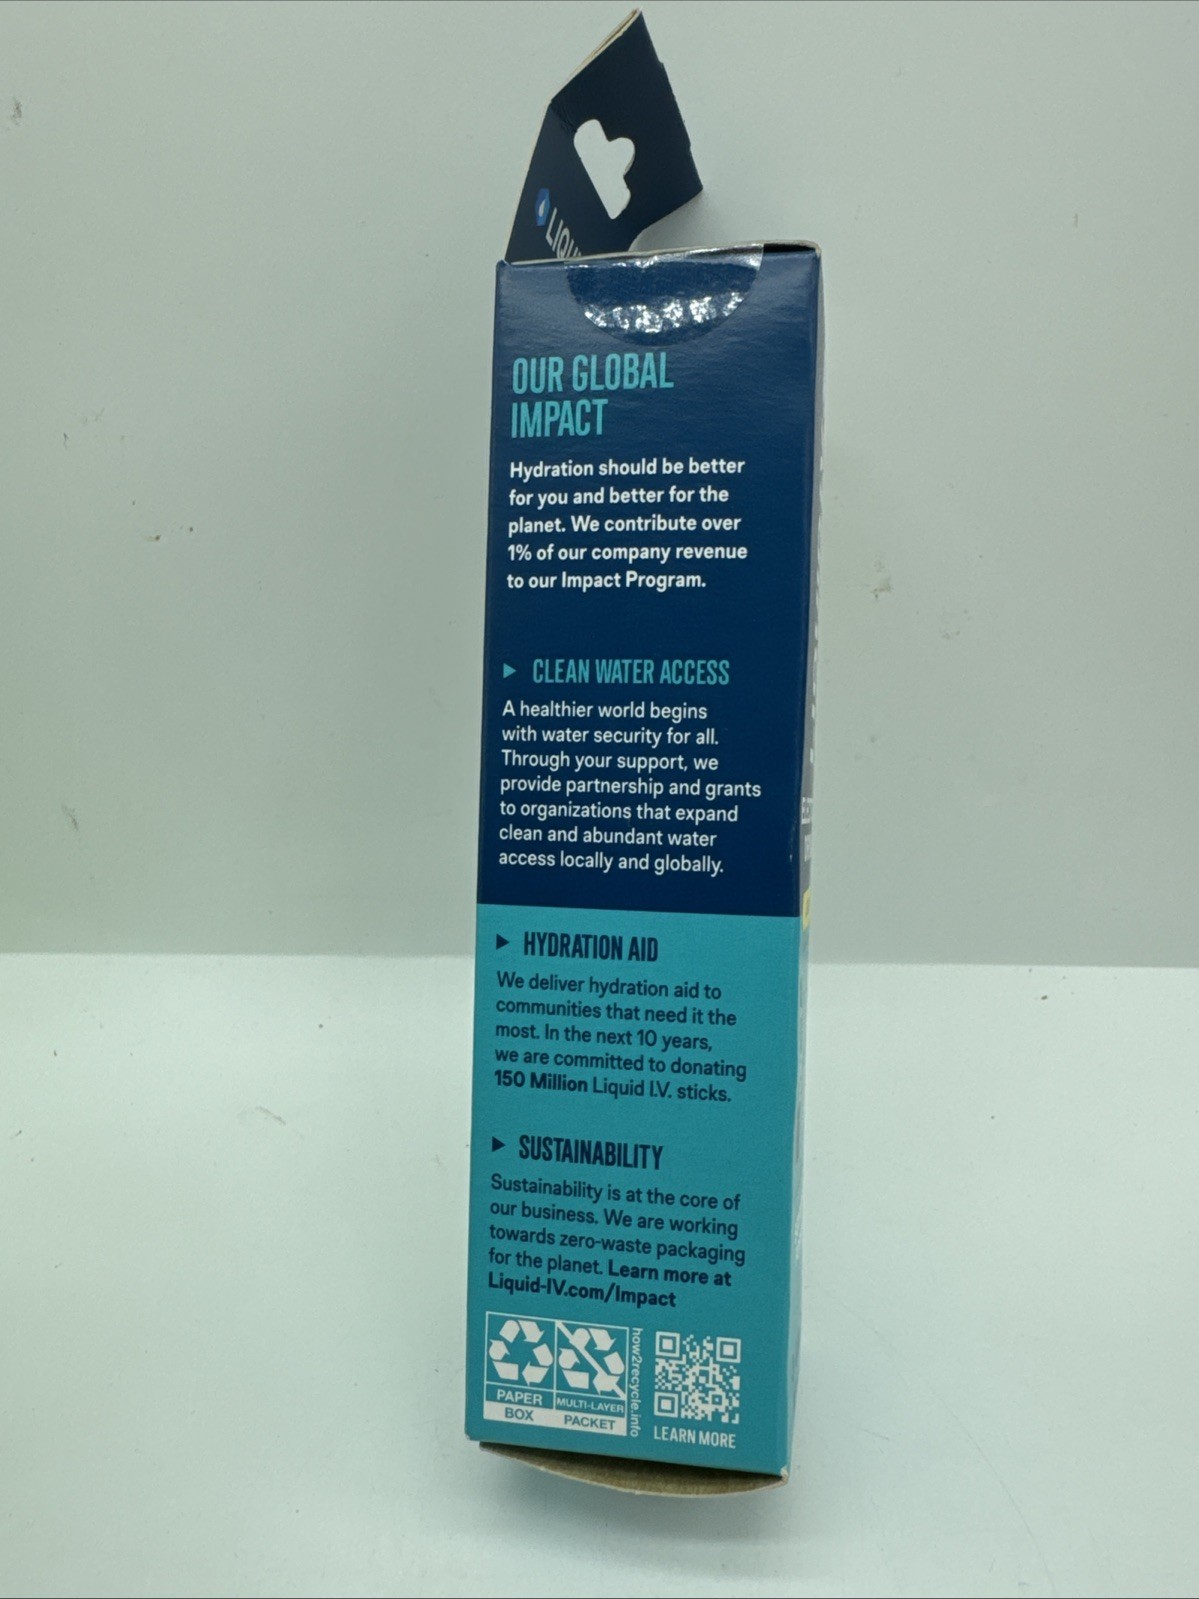 OUR GLOBAL
IMPACT
Hydration should be better
for you and better for the
planet. We contribute over
1% of our company revenue
to our Impact Program.
CLEAN WATER ACCESS
A healthier world begins
with water security for all.
Through your support, we
provide partnership and grants
to organizations that expand
clean and abundant water
access locally and globally.
HYDRATION AID
We deliver hydration aid to
communities that need it the
most. In the next 10 years,
we are committed to donating
150 Million Liquid I.V. sticks.
SUSTAINABILITY
Sustainability is at the core of
our business. We are working
towards zero-waste packaging
for the planet. Learn more at
Liquid-IV.com/Impact
PAPER
BOX
MULTI-LAYER
PACKET
how2recycle.info
LEARN MORE